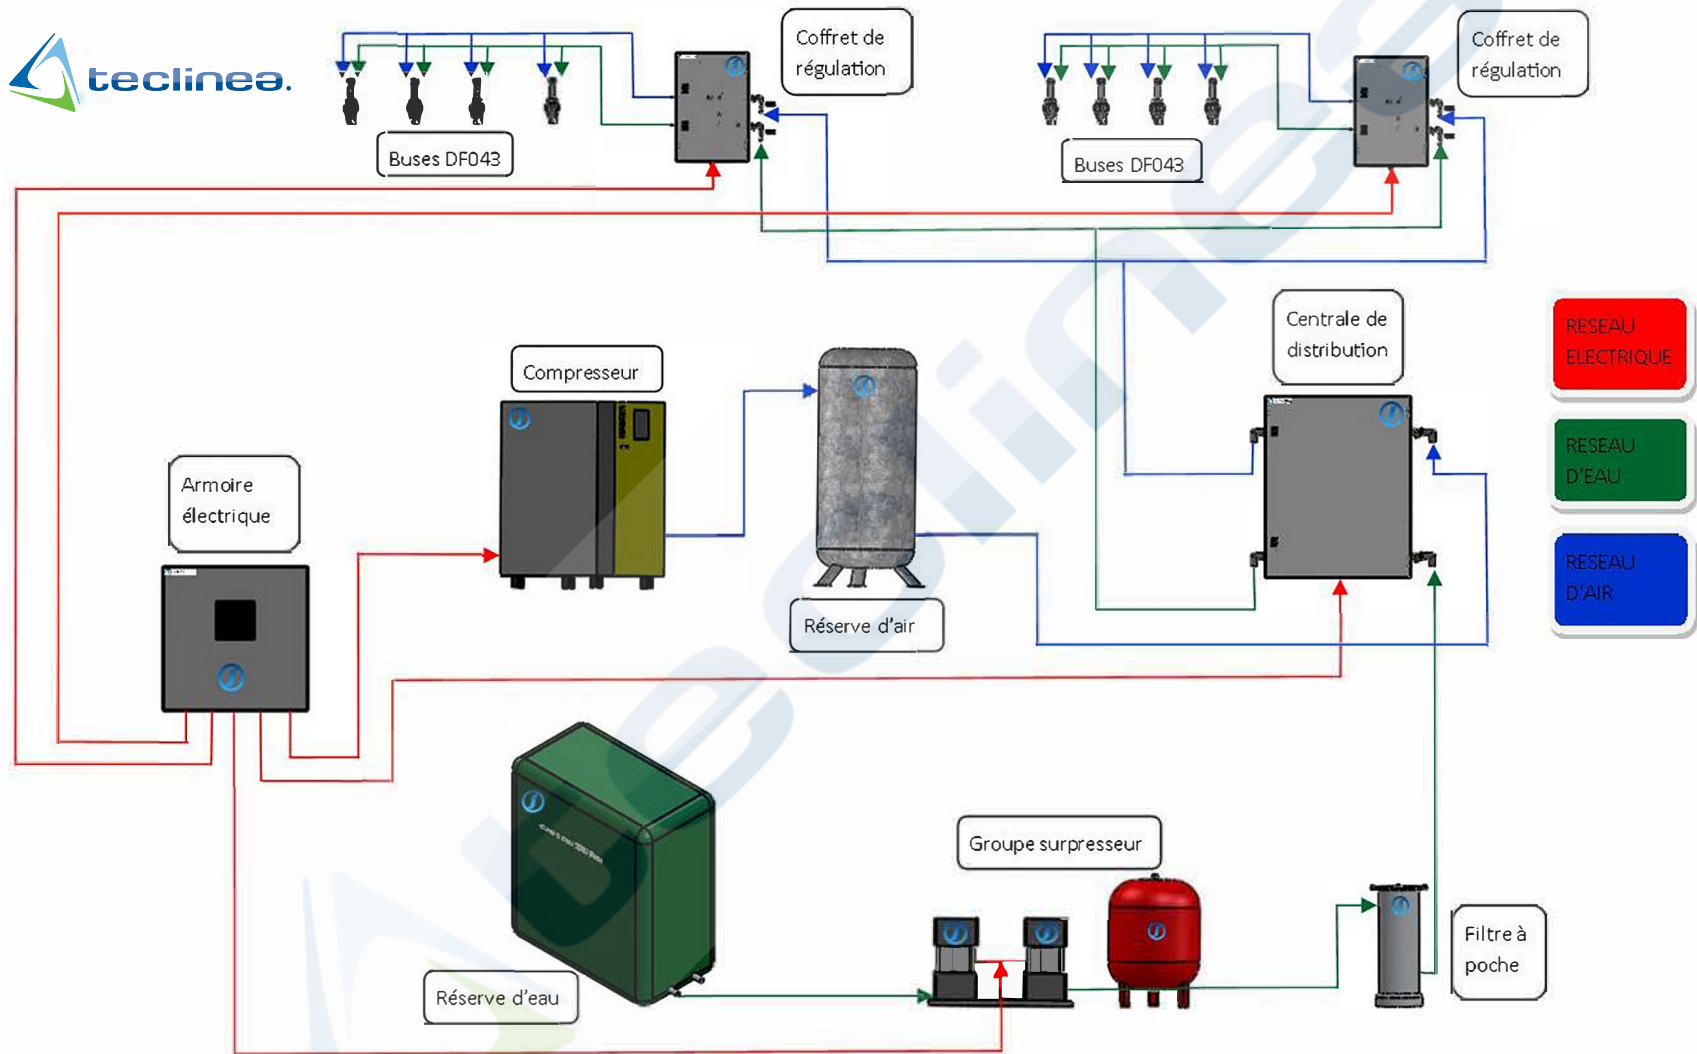 teclinea.
Coffret de
régulation
Coffret de
régulation
Buses DF043
Buses DF043
Centrale de
distribution
RESEAU
ELECTRIQUE
Compresseur
RESEAU
D'EAU
Armoire
électrique
RESEAU
D'AIR
Réserve d'air
Groupe surpresseur
Filtre à
poche
Réserve d'eau
teclinea